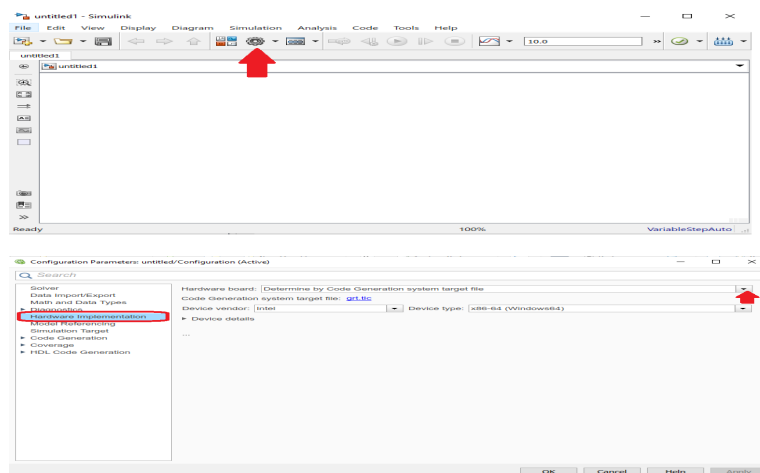 untitled1 - Simulink
File Edit View Display Diagram Simulation Analysis Code Tools Help
10.0
untitled1
untitled1
Ready 100% VariableStepAuto
Configuration Parameters: untitled/Configuration (Active)
Search
Solver
Data Import/Export
Math and Data Types
Diagnostics
Hardware Implementation
Model Referencing
Simulation Target
Code Generation
Coverage
HDL Code Generation
Hardware board: Determine by Code Generation system target file
Code Generation system target file: grt.tlc
Device vendor: Intel Device type: x86-64 (Windows64)
Device details
...
OK Cancel Help Apply